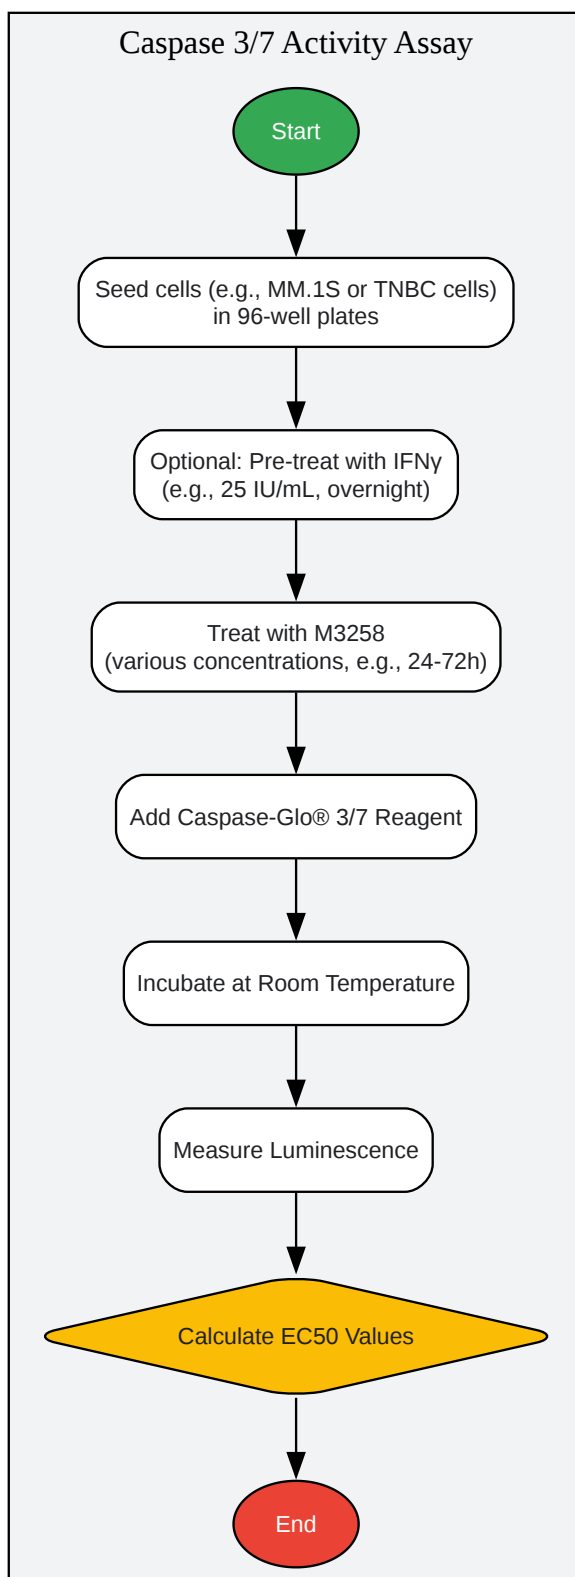 Caspase 3/7 Activity Assay
Start
Seed cells (e.g., MM.1S or TNBC cells)
in 96-well plates
Optional: Pre-treat with IFNγ
(e.g., 25 IU/mL, overnight)
Treat with M3258
(various concentrations, e.g., 24-72h)
Add Caspase-Glo® 3/7 Reagent
Incubate at Room Temperature
Measure Luminescence
Calculate EC50 Values
End